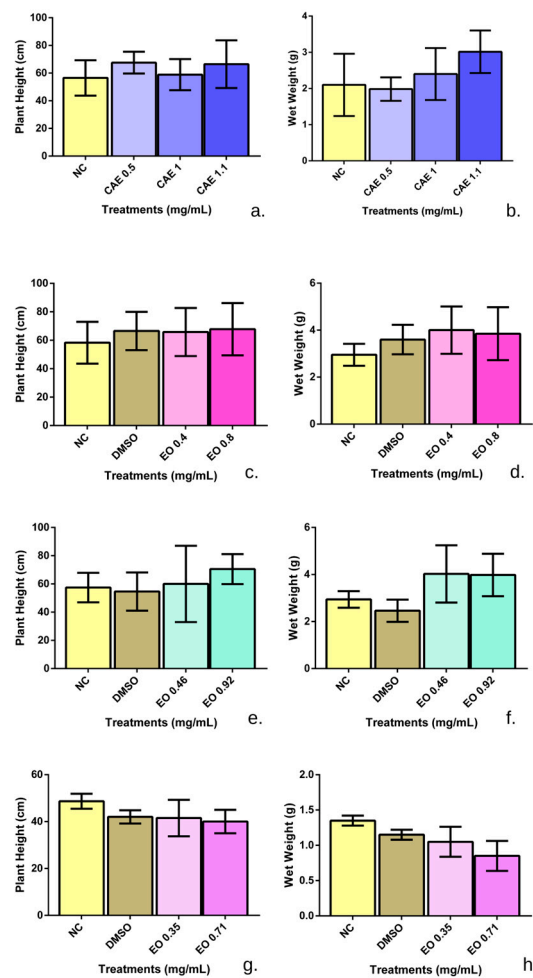 Plant Height (cm)
100
80
60
40
20
0
NC
CAE 0.5
CAE 1
CAE 1.1
Treatments (mg/mL)
a.
Wet Weight (g)
4
3
2
1
0
NC
CAE 0.5
CAE 1
CAE 1.1
Treatments (mg/mL)
b.
Plant Height (cm)
100
80
60
40
20
0
NC
DMSO
EO 0.4
EO 0.8
Treatments (mg/mL)
c.
Wet Weight (g)
6
4
2
0
NC
DMSO
EO 0.4
EO 0.8
Treatments (mg/mL)
d.
Plant Height (cm)
100
80
60
40
20
0
NC
DMSO
EO 0.46
EO 0.92
Treatments (mg/mL)
e.
Wet Weight (g)
6
4
2
0
NC
DMSO
EO 0.46
EO 0.92
Treatments (mg/mL)
f.
Plant Height (cm)
60
40
20
0
NC
DMSO
EO 0.35
EO 0.71
Treatments (mg/mL)
g.
Wet Weight (g)
2.0
1.5
1.0
0.5
0.0
NC
DMSO
EO 0.35
EO 0.71
Treatments (mg/mL)
h